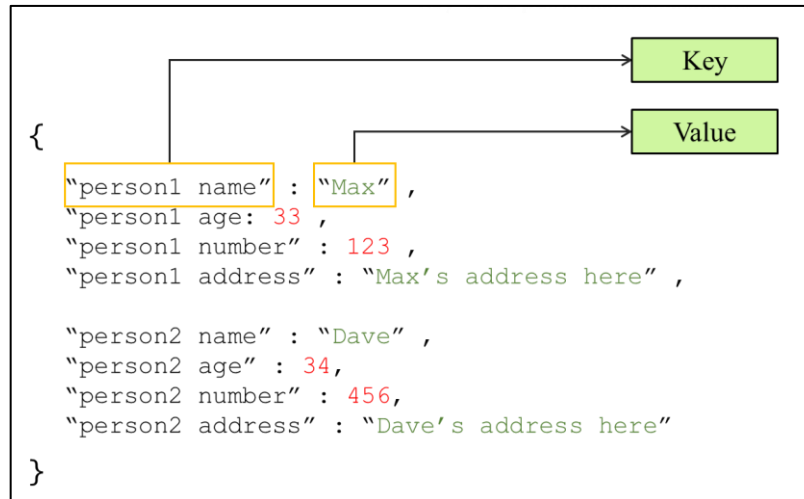 Key
Value
{
“person1 name” : “Max” ,
“person1 age: 33 ,
“person1 number” : 123 ,
“person1 address” : “Max’s address here” ,
“person2 name” : “Dave” ,
“person2 age” : 34,
“person2 number” : 456,
“person2 address” : “Dave’s address here”
}